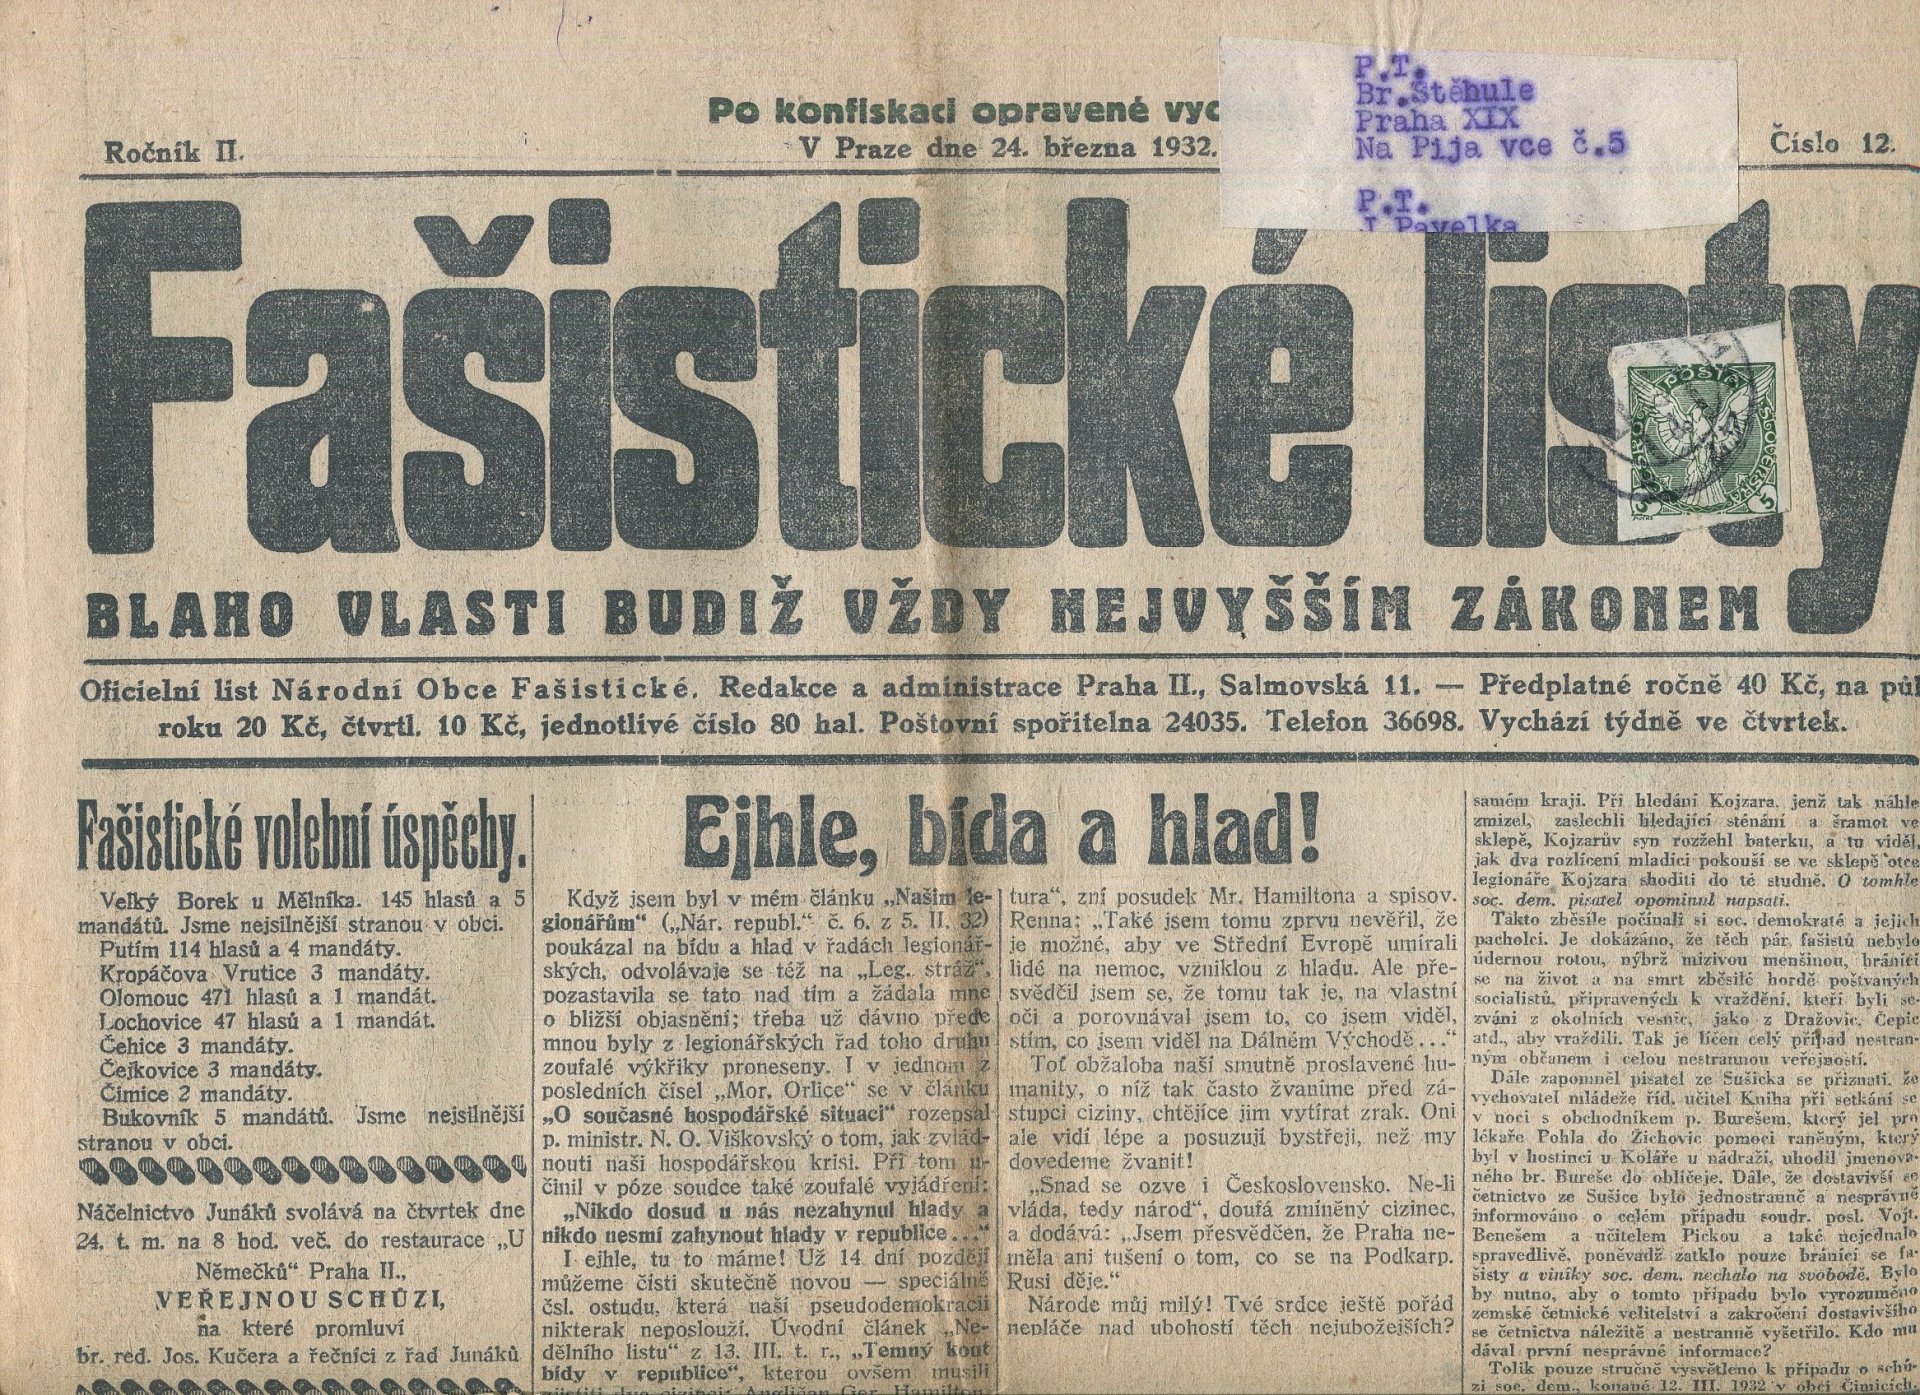 Po konfiskaci opravené
P.T.
Br.Štěhule
Praha XIX
Na Pija vce č.5
P.T.
J Pavelka
Ročník II.
V Praze dne 24. března 1932.
Číslo 12.
Fašistické listy
POŠTA
ČESKO SLOVENSKÁ
5 5
BLAHO VLASTI BUDIŽ VŽDY NEJVYŠŠÍM ZÁKONEM
Oficielní list Národní Obce Fašistické. Redakce a administrace Praha II., Salmovská 11. — Předplatné ročně 40 Kč, na půl
roku 20 Kč, čtvrtl. 10 Kč, jednotlivé číslo 80 hal. Poštovní spořitelna 24035. Telefon 36698. Vychází týdně ve čtvrtek.
Fašistické volební úspěchy.
Velký Borek u Mělníka. 145 hlasů a 5
mandátů. Jsme nejsilnější stranou v obci.
Putím 114 hlasů a 4 mandáty.
Kropáčova Vrutice 3 mandáty.
Olomouc 471 hlasů a 1 mandát.
Lochovice 47 hlasů a 1 mandát.
Čehice 3 mandáty.
Čejkovice 3 mandáty.
Čimice 2 mandáty.
Bukovník 5 mandátů. Jsme nejsilnější
stranou v obci.
Náčelnictvo Junáků svolává na čtvrtek dne
24. t. m. na 8 hod. več. do restaurace „U
Němečků“ Praha II.,
VEŘEJNOU SCHŮZI,
na které promluví
br. red. Jos. Kučera a řečníci z řad Junáků
Ejhle, bída a hlad!
Když jsem byl v mém článku „Našim le-
gionářům“ („Nár. republ.“ č. 6. z 5. II. 32)
poukázal na bídu a hlad v řadách legionář-
ských, odvolávaje se též na „Leg. stráž“,
pozastavila se tato nad tím a žádala mne
o bližší objasnění; třeba už dávno přede
mnou byly z legionářských řad toho druhu
zoufalé výkřiky proneseny. I v jednom z
posledních čísel „Mor. Orlice“ se v článku
„O současné hospodářské situaci“ rozepsal
p. ministr. N. O. Viškovský o tom, jak zvlád-
nouti naši hospodářskou krisi. Při tom u-
činil v póze soudce také zoufalé vyjádření:
„Nikdo dosud u nás nezahynul hlady a
nikdo nesmí zahynout hlady v republice...“
I ejhle, tu to máme! Už 14 dní později
můžeme čísti skutečně novou — speciálně
čsl. ostudu, která naší pseudodemokracii
nikterak neposlouží. Úvodní článek „Ne-
dělního listu“ z 13. III. t. r., „Temný kout
bídy v republice“, kterou ovšem musili
zjistiti dva cizinci: Angličan Ger. Hamilton
tura“, zní posudek Mr. Hamiltona a spisov.
Renna: „Také jsem tomu zprvu nevěřil, že
je možné, aby ve Střední Evropě umírali
lidé na nemoc, vzniklou z hladu. Ale pře-
svědčil jsem se, že tomu tak je, na vlastní
oči a porovnával jsem to, co jsem viděl,
stím, co jsem viděl na Dálném Východě...“
Toť obžaloba naší smutně proslavené hu-
manity, o níž tak často žvaníme před zá-
stupci ciziny, chtějíce jim vytírat zrak. Oni
ale vidí lépe a posuzují bystřeji, než my
dovedeme žvanit!
„Snad se ozve i Československo. Ne-li
vláda, tedy národ“, doufá zmíněný cizinec,
a dodává: „Jsem přesvědčen, že Praha ne-
měla ani tušení o tom, co se na Podkarp.
Rusi děje.“
Národe můj milý! Tvé srdce ještě pořád
nepláče nad ubohostí těch nejubožejších?
samém kraji. Při hledání Kojzara, jenž tak náhle
zmizel, zaslechli hledající sténání a šramot ve
sklepě, Kojzarův syn rozžehl baterku, a tu viděl,
jak dva rozlícení mladíci pokouší se ve sklepě otce
legionáře Kojzara shoditi do té studně. O tomhle
soc. dem. pisatel opominul napsati.
Takto zběsile počínali si soc. demokraté a jejich
pacholci. Je dokázáno, že těch pár fašistů nebylo
údernou rotou, nýbrž mizivou menšinou, bránící
se na život a na smrt zběsilé hordě poštvaných
socialistů, připravených k vraždění, kteří byli se-
zváni z okolních vesnic, jako z Dražovic, Čepic
atd., aby vraždili. Tak je líčen celý případ nestran-
ným občanem i celou nestrannou veřejností.
Dále zapomněl pisatel ze Sušicka se přiznati, že
vychovatel mládeže říd. učitel Kniha při setkání se
v noci s obchodníkem p. Burešem, který jel pro
lékaře Pohla do Žichovic pomoci raněným, který
byl v hostinci u Koláře u nádraží, uhodil jmenova-
ného br. Bureše do obličeje. Dále, že dostavivší se
četnictvo ze Sušice bylo jednostranně a nesprávně
informováno o celém případu soudr. posl. Vojt.
Benešem a učitelem Pickou a také nejednalo
spravedlivě, poněvadž zatklo pouze bránící se fa-
šisty a viníky soc. dem. nechalo na svobodě. Bylo
by nutno, aby o tomto případu bylo vyrozuměno
zemské četnické velitelství a zakročení dostavivšího
se četnictva náležitě a nestranně vyšetřilo. Kdo mu
dával první nesprávné informace?
Tolik pouze stručně vysvětleno k případu o schů-
zi soc. dem., konané 12. III. 1932 v obci Čimicích.